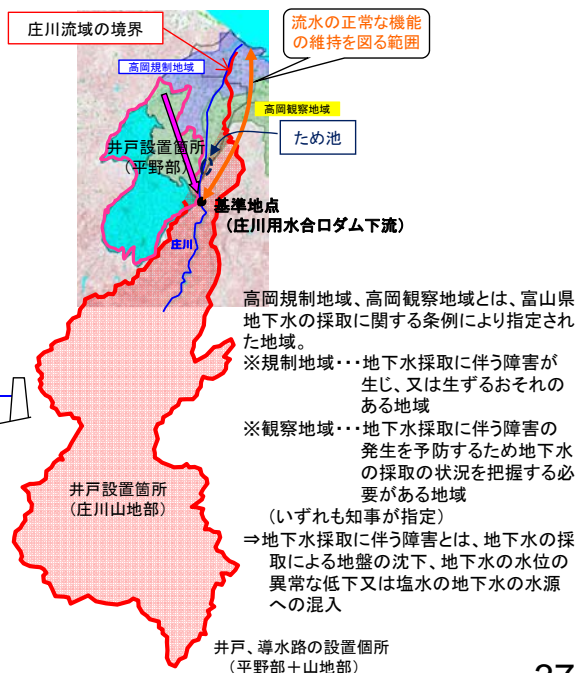 庄川流域の境界
流水の正常な機能
の維持を図る範囲
高岡規制地域
高岡観察地域
ため池
井戸設置箇所
(平野部)
基準地点
(庄川用水合口ダム下流)
庄川
高岡規制地域、高岡観察地域とは、富山県
地下水の採取に関する条例により指定され
た地域。
※規制地域・・・地下水採取に伴う障害が
生じ、又は生ずるおそれの
ある地域
※観察地域・・・地下水採取に伴う障害の
発生を予防するため地下水
の採取の状況を把握する必
要がある地域
(いずれも知事が指定)
⇒地下水採取に伴う障害とは、地下水の採
取による地盤の沈下、地下水の水位の
異常な低下又は塩水の地下水の水源
への混入
井戸設置箇所
(庄川山地部)
井戸、導水路の設置個所
(平野部+山地部)
27